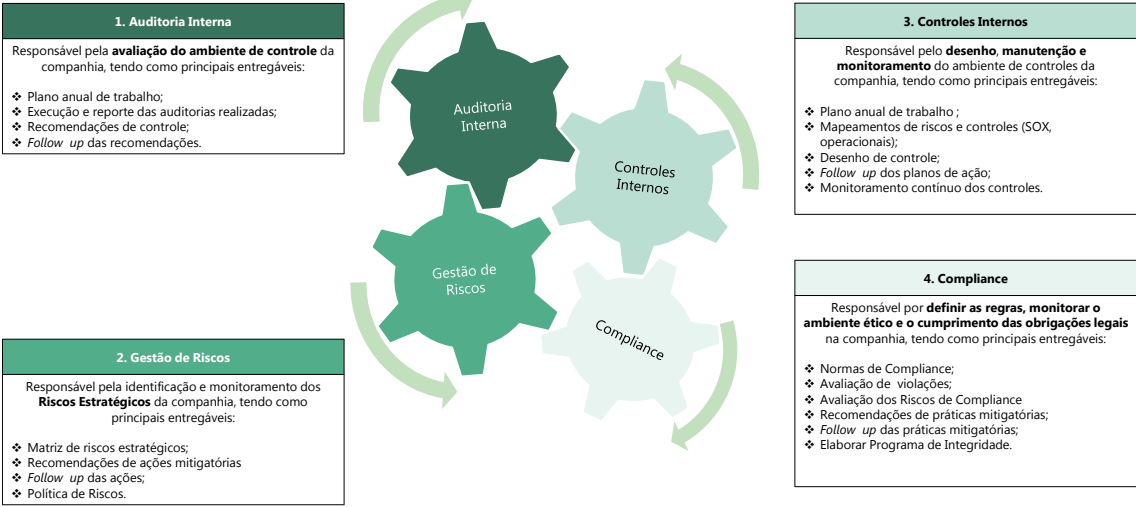 1. Auditoria Interna
Responsável pela avaliação do ambiente de controle da
companhia, tendo como principais entregáveis:
❖ Plano anual de trabalho;
❖ Execução e reporte das auditorias realizadas;
❖ Recomendações de controle;
❖ Follow up das recomendações.
2. Gestão de Riscos
Responsável pela identificação e monitoramento dos
Riscos Estratégicos da companhia, tendo como
principais entregáveis:
❖ Matriz de riscos estratégicos;
❖ Recomendações de ações mitigatórias
❖ Follow up das ações;
❖ Política de Riscos.
Auditoria
Interna
Controles
Internos
Gestão de
Riscos
Compliance
3. Controles Internos
Responsável pelo desenho, manutenção e
monitoramento do ambiente de controles da
companhia, tendo como principais entregáveis:
❖ Plano anual de trabalho ;
❖ Mapeamentos de riscos e controles (SOX,
operacionais);
❖ Desenho de controle;
❖ Follow up dos planos de ação;
❖ Monitoramento contínuo dos controles.
4. Compliance
Responsável por definir as regras, monitorar o
ambiente ético e o cumprimento das obrigações legais
na companhia, tendo como principais entregáveis:
❖ Normas de Compliance;
❖ Avaliação de violações;
❖ Avaliação dos Riscos de Compliance
❖ Recomendações de práticas mitigatórias;
❖ Follow up das práticas mitigatórias;
❖ Elaborar Programa de Integridade.